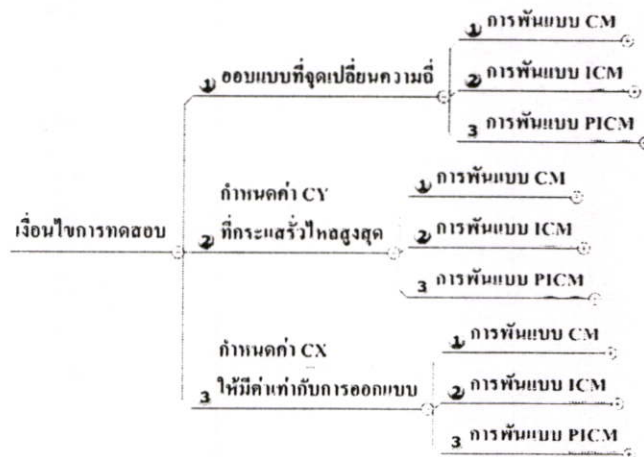 เงื่อนไขการทดสอบ
1 ออบแบบที่จุดเปลี่ยนความถี่
1 การพันแบบ CM
2 การพันแบบ ICM
3 การพันแบบ PICM
กำหนดค่า CY
2 ที่กระแสรั่วไหลสูงสุด
1 การพันแบบ CM
2 การพันแบบ ICM
3 การพันแบบ PICM
กำหนดค่า CX
3 ให้มีค่าเท่ากับการออกแบบ
1 การพันแบบ CM
2 การพันแบบ ICM
3 การพันแบบ PICM